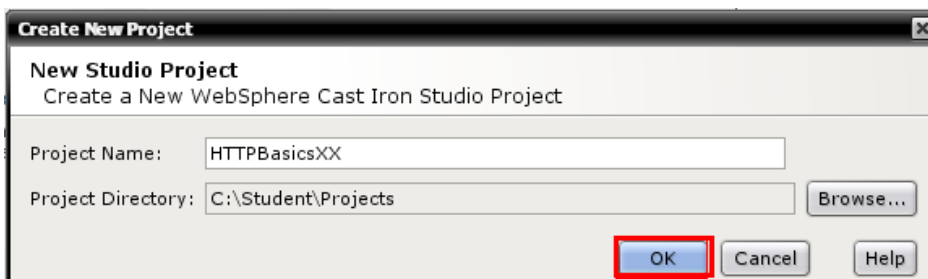 Create New Project
New Studio Project
Create a New WebSphere Cast Iron Studio Project
Project Name: HTTPBasicsXX
Project Directory: C:\Student\Projects Browse...
OK Cancel Help